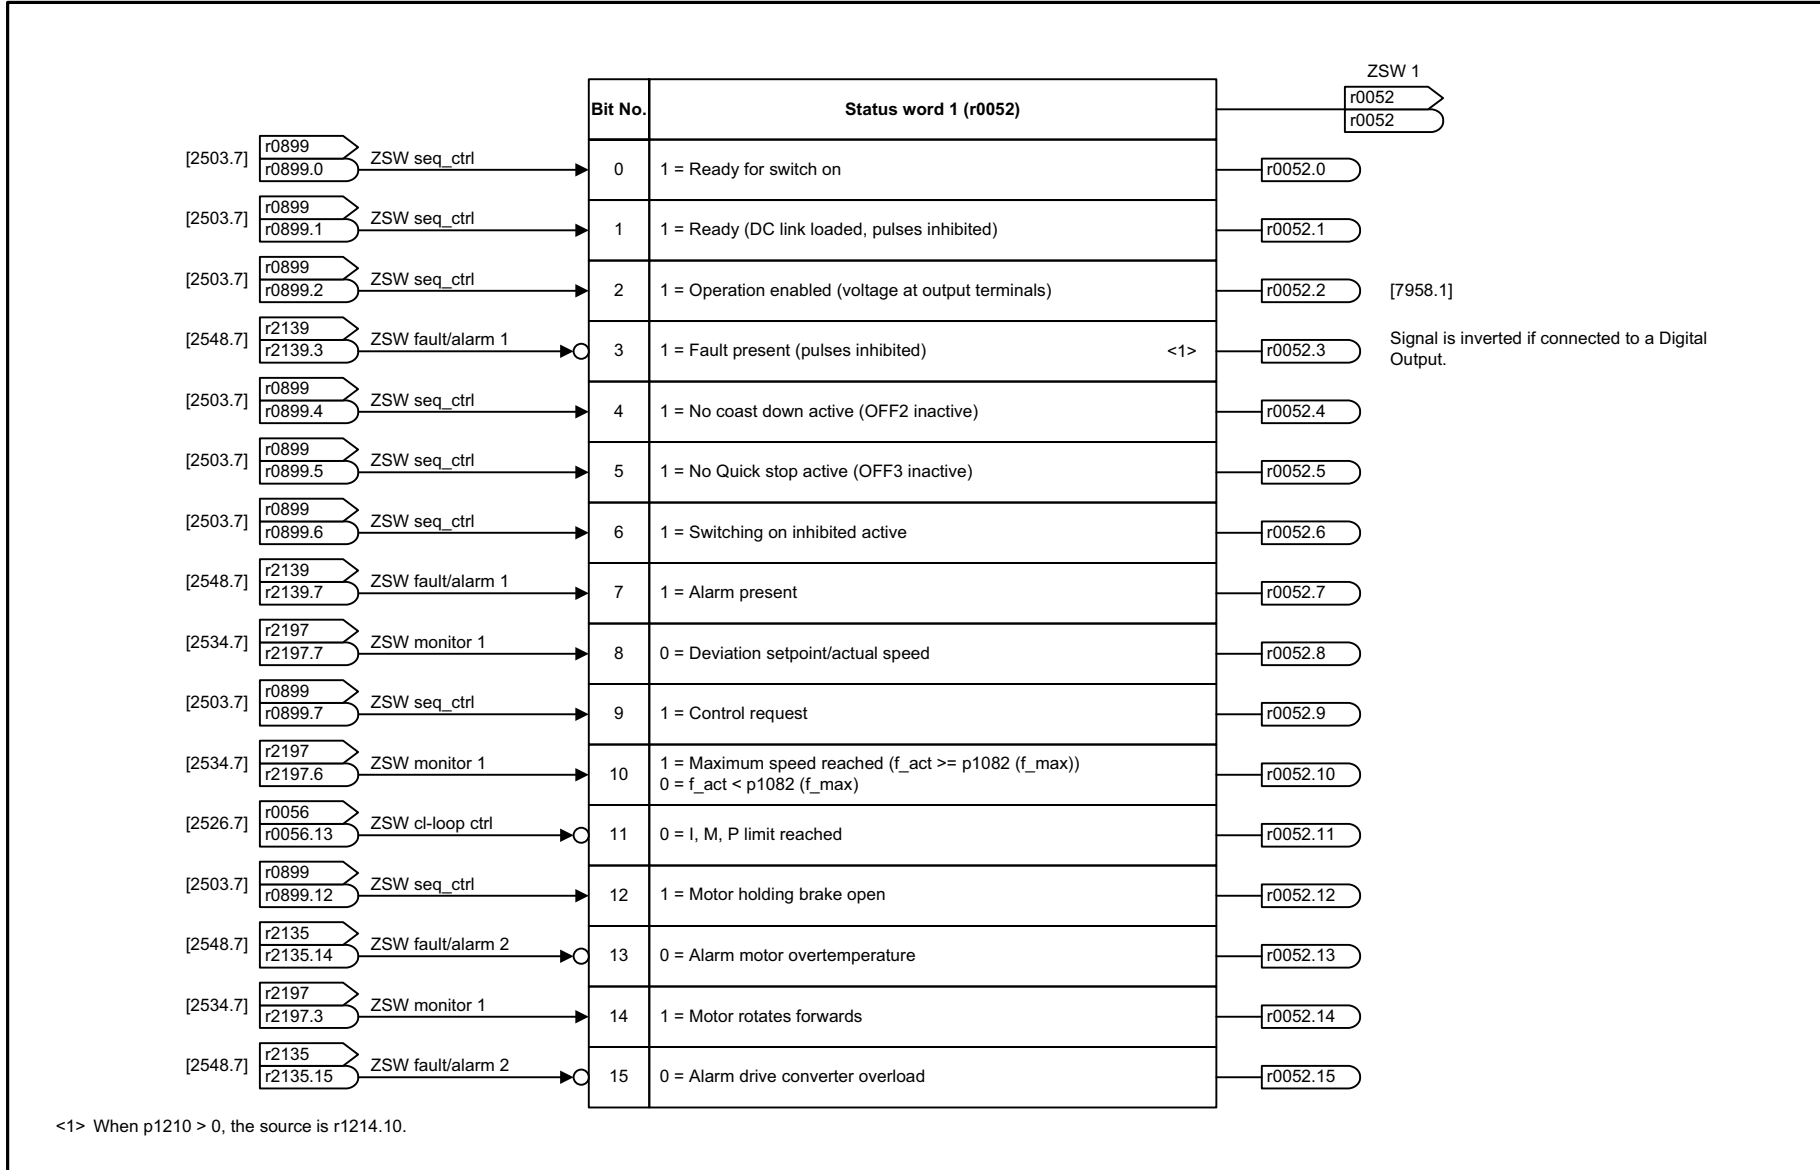 ZSW 1
Bit No.
Status word 1 (r0052)
r0052
r0052
[2503.7]
r0899
r0899.0
ZSW seq_ctrl
0
1 = Ready for switch on
r0052.0
[2503.7]
r0899
r0899.1
ZSW seq_ctrl
1
1 = Ready (DC link loaded, pulses inhibited)
r0052.1
[2503.7]
r0899
r0899.2
ZSW seq_ctrl
2
1 = Operation enabled (voltage at output terminals)
r0052.2
[7958.1]
[2548.7]
r2139
r2139.3
ZSW fault/alarm 1
3
1 = Fault present (pulses inhibited)
<1>
r0052.3
Signal is inverted if connected to a Digital
Output.
[2503.7]
r0899
r0899.4
ZSW seq_ctrl
4
1 = No coast down active (OFF2 inactive)
r0052.4
[2503.7]
r0899
r0899.5
ZSW seq_ctrl
5
1 = No Quick stop active (OFF3 inactive)
r0052.5
[2503.7]
r0899
r0899.6
ZSW seq_ctrl
6
1 = Switching on inhibited active
r0052.6
[2548.7]
r2139
r2139.7
ZSW fault/alarm 1
7
1 = Alarm present
r0052.7
[2534.7]
r2197
r2197.7
ZSW monitor 1
8
0 = Deviation setpoint/actual speed
r0052.8
[2503.7]
r0899
r0899.7
ZSW seq_ctrl
9
1 = Control request
r0052.9
[2534.7]
r2197
r2197.6
ZSW monitor 1
10
1 = Maximum speed reached (f_act >= p1082 (f_max))
0 = f_act < p1082 (f_max)
r0052.10
[2526.7]
r0056
r0056.13
ZSW cl-loop ctrl
11
0 = I, M, P limit reached
r0052.11
[2503.7]
r0899
r0899.12
ZSW seq_ctrl
12
1 = Motor holding brake open
r0052.12
[2548.7]
r2135
r2135.14
ZSW fault/alarm 2
13
0 = Alarm motor overtemperature
r0052.13
[2534.7]
r2197
r2197.3
ZSW monitor 1
14
1 = Motor rotates forwards
r0052.14
[2548.7]
r2135
r2135.15
ZSW fault/alarm 2
15
0 = Alarm drive converter overload
r0052.15
<1> When p1210 > 0, the source is r1214.10.